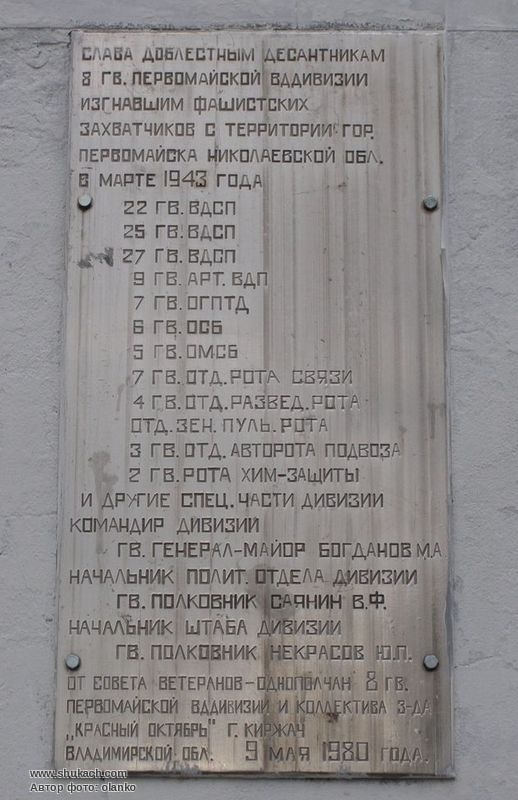 СЛАВА ДОБЛЕСТНЫМ ДЕСАНТНИКАМ
8 ГВ. ПЕРВОМАЙСКОЙ ВДДИВИЗИИ
ИЗГНАВШИМ ФАШИСТСКИХ
ЗАХВАТЧИКОВ С ТЕРРИТОРИИ ГОР.
ПЕРВОМАЙСКА НИКОЛАЕВСКОЙ ОБЛ.
В МАРТЕ 1943 ГОДА
22 ГВ. ВДСП
25 ГВ. ВДСП
27 ГВ. ВДСП
9 ГВ. АРТ. ВДП
7 ГВ. ОГПТД
6 ГВ. ОСБ
5 ГВ. ОМСБ
7 ГВ. ОТД. РОТА СВЯЗИ
4 ГВ. ОТД. РАЗВЕД. РОТА
ОТД. ЗЕН. ПУЛЬ. РОТА
3 ГВ. ОТД. АВТОРОТА ПОДВОЗА
2 ГВ. РОТА ХИМ-ЗАЩИТЫ
И ДРУГИЕ СПЕЦ. ЧАСТИ ДИВИЗИИ
КОМАНДИР ДИВИЗИИ
ГВ. ГЕНЕРАЛ-МАЙОР БОГДАНОВ М.А
НАЧАЛЬНИК ПОЛИТ. ОТДЕЛА ДИВИЗИИ
ГВ. ПОЛКОВНИК САЯНИН В.Ф.
НАЧАЛЬНИК ШТАБА ДИВИЗИИ
ГВ. ПОЛКОВНИК НЕКРАСОВ Ю.П.
ОТ СОВЕТА ВЕТЕРАНОВ-ОДНОПОЛЧАН 8 ГВ.
ПЕРВОМАЙСКОЙ ВДДИВИЗИИ И КОЛЛЕКТИВА З-ДА
„КРАСНЫЙ ОКТЯБРЬ" Г. КИРЖАЧ
ВЛАДИМИРСКОЙ ОБЛ. 9 МАЯ 1980 ГОДА.
www.shukach.com
Автор фото: olanko